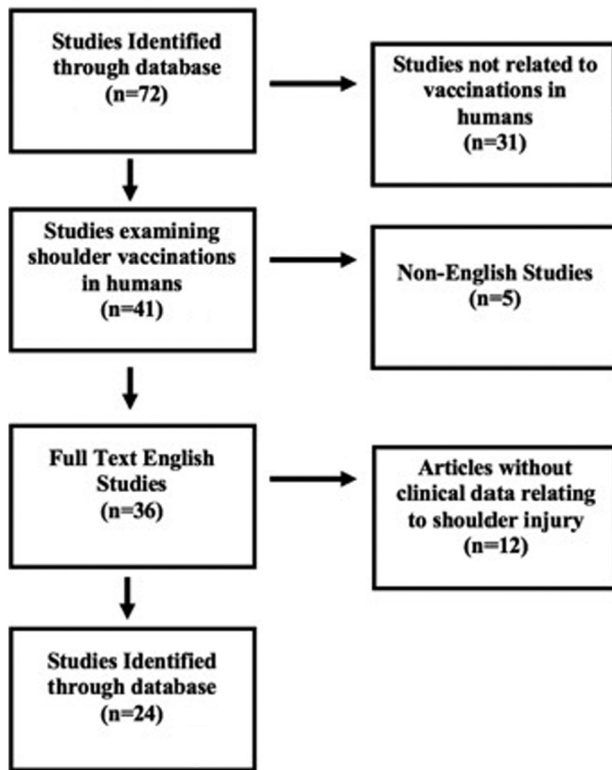 Studies Identified
through database
(n=72)
Studies not related to
vaccinations in
humans
(n=31)
Studies examining
shoulder vaccinations
in humans
(n=41)
Non-English Studies
(n=5)
Full Text English
Studies
(n=36)
Articles without
clinical data relating
to shoulder injury
(n=12)
Studies Identified
through database
(n=24)